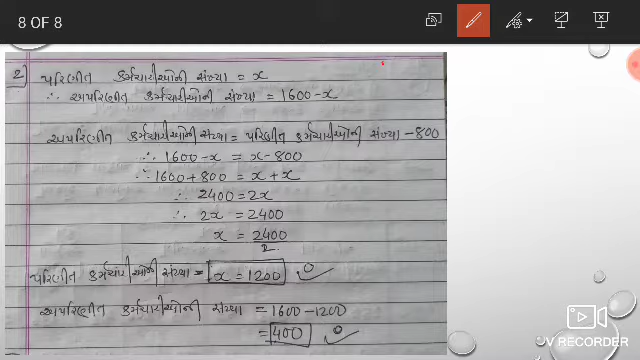 8 OF 8
2) પરિણીત કર્મચારીઓની સંખ્યા = x
∴ અપરિણીત કર્મચારીઓની સંખ્યા = 1600-x
અપરિણીત કર્મચારીઓની સંખ્યા = પરિણીત કર્મચારીઓની સંખ્યા -800
∴ 1600-x = x-800
∴ 1600+800 = x+x
∴ 2400=2x
∴ 2x = 2400
x = 2400
2
પરિણીત કર્મચારીઓની સંખ્યા = x = 1200
અપરિણીત કર્મચારીઓની સંખ્યા = 1600-1200
= 400
VV RECORDER